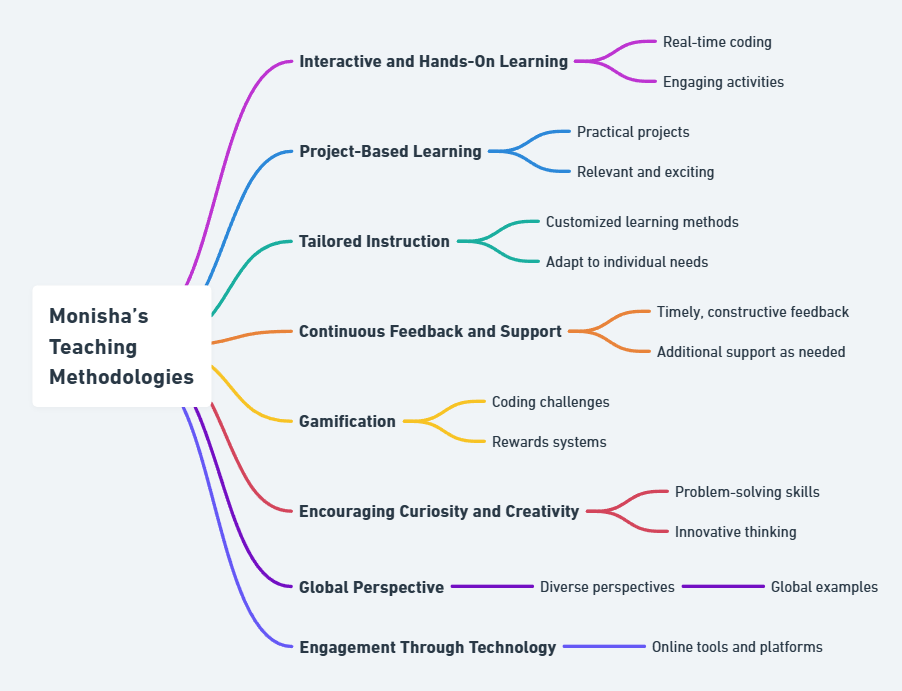 Monisha’s
Teaching
Methodologies
Interactive and Hands-On Learning
Real-time coding
Engaging activities
Project-Based Learning
Practical projects
Relevant and exciting
Tailored Instruction
Customized learning methods
Adapt to individual needs
Continuous Feedback and Support
Timely, constructive feedback
Additional support as needed
Gamification
Coding challenges
Rewards systems
Encouraging Curiosity and Creativity
Problem-solving skills
Innovative thinking
Global Perspective
Diverse perspectives
Global examples
Engagement Through Technology
Online tools and platforms